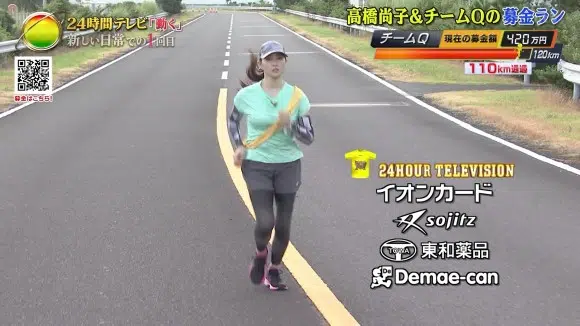 24時間テレビ「動く」
新しい日常での1回目
募金はこちら!
高橋尚子&チームQの募金ラン
チームQ 現在の募金額 420万円
120km
110km通過
24HOUR TELEVISION
イオンカード
sojitz
TOWA 東和薬品
De Demae-can